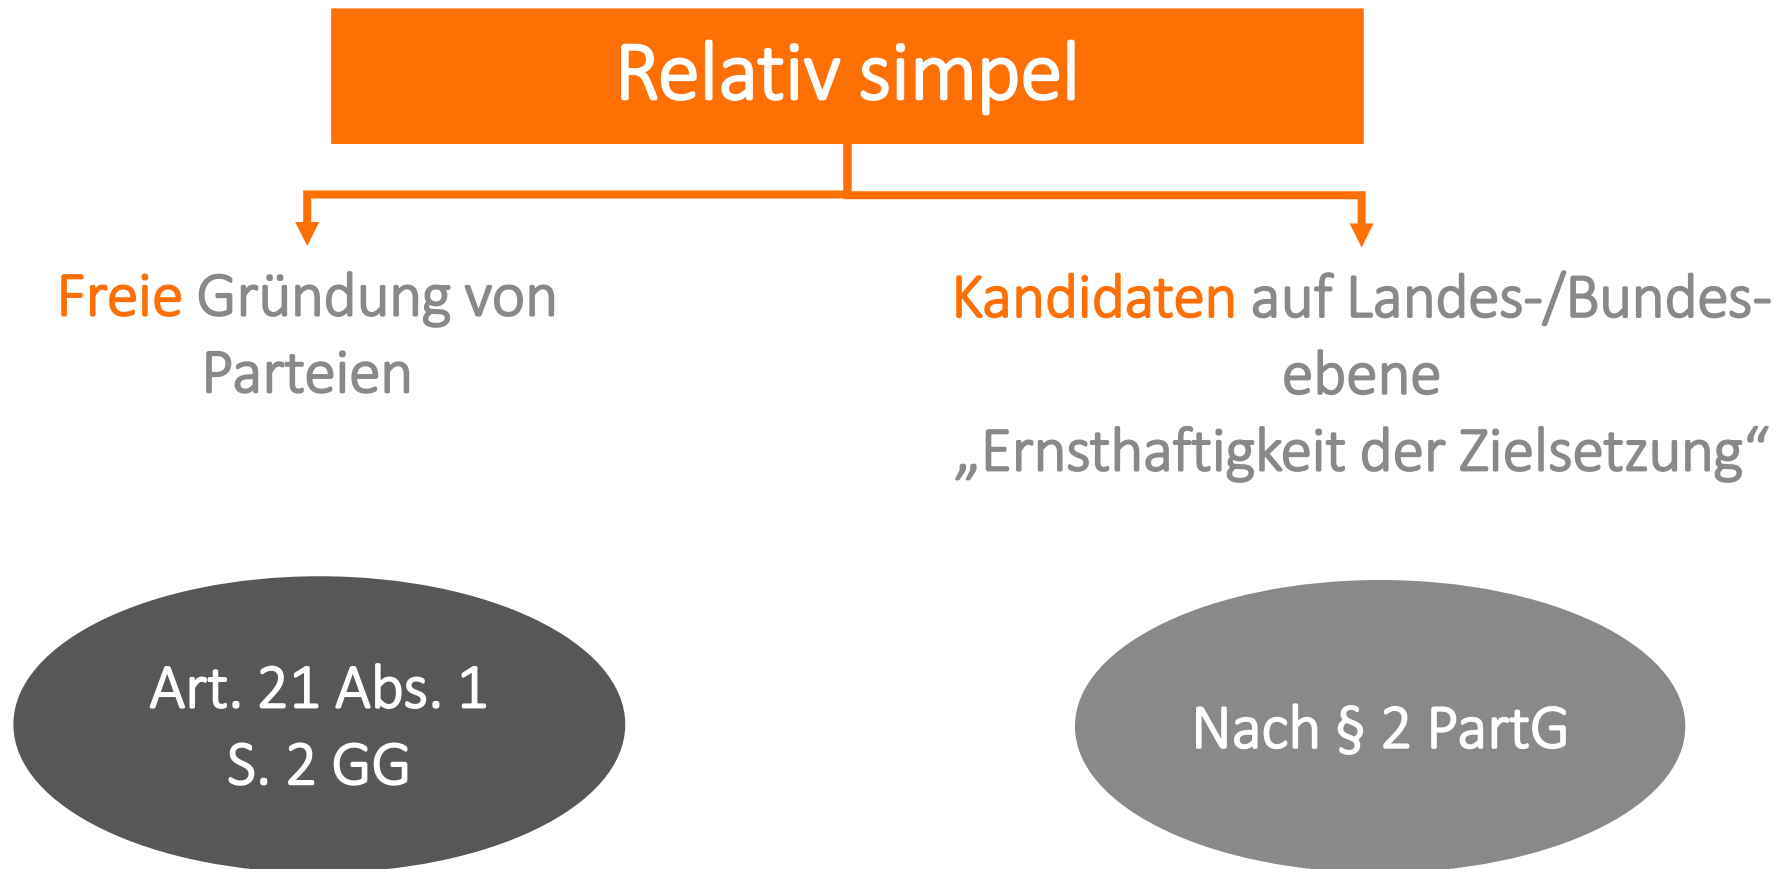 Relativ simpel
Freie Gründung von
Parteien
Kandidaten auf Landes-/Bundes-
ebene
„Ernsthaftigkeit der Zielsetzung“
Art. 21 Abs. 1
S. 2 GG
Nach § 2 PartG